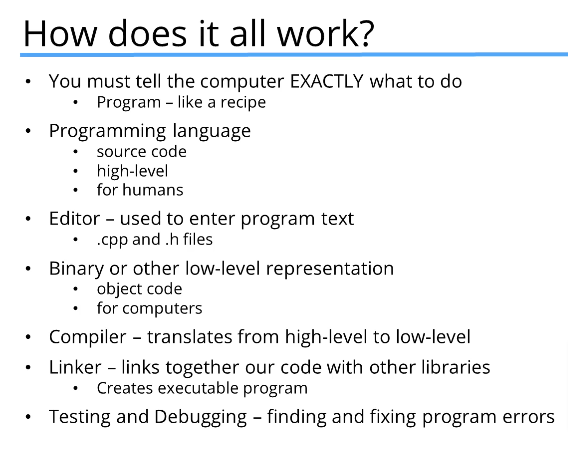 How does it all work?
• You must tell the computer EXACTLY what to do
• Program – like a recipe
• Programming language
• source code
• high-level
• for humans
• Editor – used to enter program text
• .cpp and .h files
• Binary or other low-level representation
• object code
• for computers
• Compiler – translates from high-level to low-level
• Linker – links together our code with other libraries
• Creates executable program
• Testing and Debugging – finding and fixing program errors